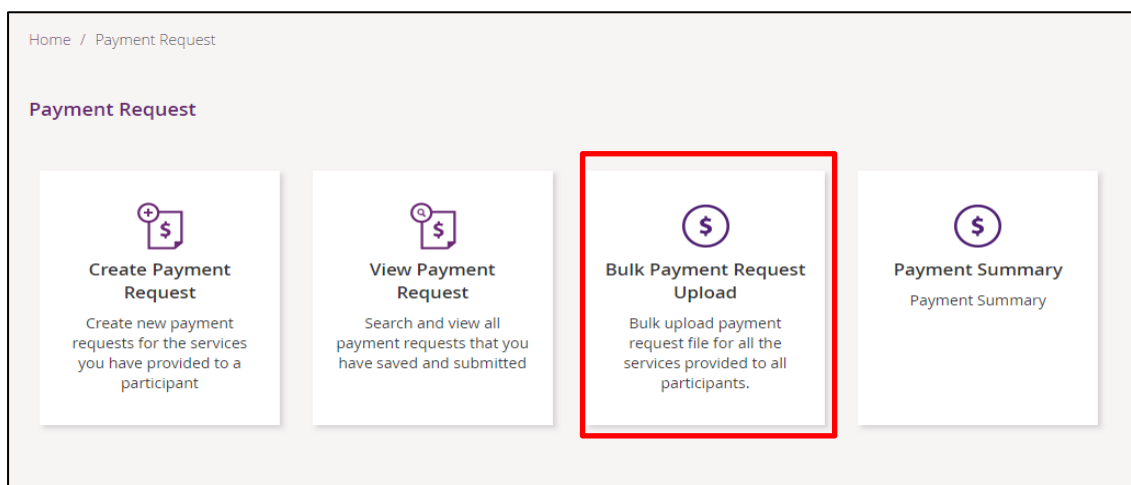 Home / Payment Request
Payment Request
Create Payment
Request
Create new payment
requests for the services
you have provided to a
participant
View Payment
Request
Search and view all
payment requests that you
have saved and submitted
Bulk Payment Request
Upload
Bulk upload payment
request file for all the
services provided to all
participants.
Payment Summary
Payment Summary